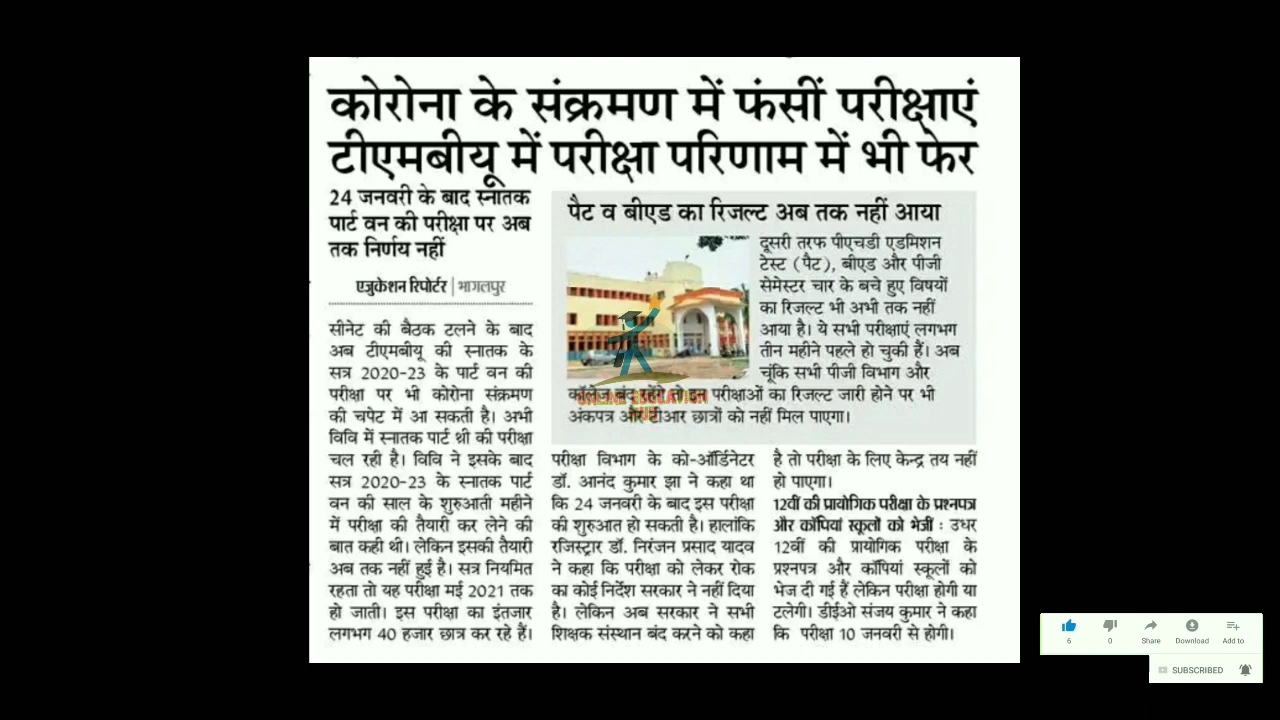 कोरोना के संक्रमण में फंसीं परीक्षाएं
टीएमबीयू में परीक्षा परिणाम में भी फेर
24 जनवरी के बाद स्नातक
पार्ट वन की परीक्षा पर अब
तक निर्णय नहीं
एजुकेशन रिपोर्टर | भागलपुर
सीनेट की बैठक टलने के बाद
अब टीएमबीयू की स्नातक के
सत्र 2020-23 के पार्ट वन की
परीक्षा पर भी कोरोना संक्रमण
की चपेट में आ सकती है। अभी
विवि में स्नातक पार्ट थ्री की परीक्षा
चल रही है। विवि ने इसके बाद
सत्र 2020-23 के स्नातक पार्ट
वन की साल के शुरुआती महीने
में परीक्षा की तैयारी कर लेने की
बात कही थी। लेकिन इसकी तैयारी
अब तक नहीं हुई है। सत्र नियमित
रहता तो यह परीक्षा मई 2021 तक
हो जाती। इस परीक्षा का इंतजार
लगभग 40 हजार छात्र कर रहे हैं।
पैट व बीएड का रिजल्ट अब तक नहीं आया
दूसरी तरफ पीएचडी एडमिशन
टेस्ट (पैट), बीएड और पीजी
सेमेस्टर चार के बचे हुए विषयों
का रिजल्ट भी अभी तक नहीं
आया है। ये सभी परीक्षाएं लगभग
तीन महीने पहले हो चुकी हैं। अब
चूंकि सभी पीजी विभाग और
कॉलेज बंद रहेंगे तो इन परीक्षाओं का रिजल्ट जारी होने पर भी
अंकपत्र और टीआर छात्रों को नहीं मिल पाएगा।
ONLINE EDUCATION
HUB
परीक्षा विभाग के को-ऑर्डिनेटर
डॉ. आनंद कुमार झा ने कहा था
कि 24 जनवरी के बाद इस परीक्षा
की शुरुआत हो सकती है। हालांकि
रजिस्ट्रार डॉ. निरंजन प्रसाद यादव
ने कहा कि परीक्षा को लेकर रोक
का कोई निर्देश सरकार ने नहीं दिया
है। लेकिन अब सरकार ने सभी
शिक्षक संस्थान बंद करने को कहा
है तो परीक्षा के लिए केन्द्र तय नहीं
हो पाएगा।
12वीं की प्रायोगिक परीक्षा के प्रश्नपत्र
और कॉपियां स्कूलों को भेजीं : उधर
12वीं की प्रायोगिक परीक्षा के
प्रश्नपत्र और कॉपियां स्कूलों को
भेज दी गई हैं लेकिन परीक्षा होगी या
टलेगी। डीईओ संजय कुमार ने कहा
कि परीक्षा 10 जनवरी से होगी।
6 0 Share Download Add to
SUBSCRIBED